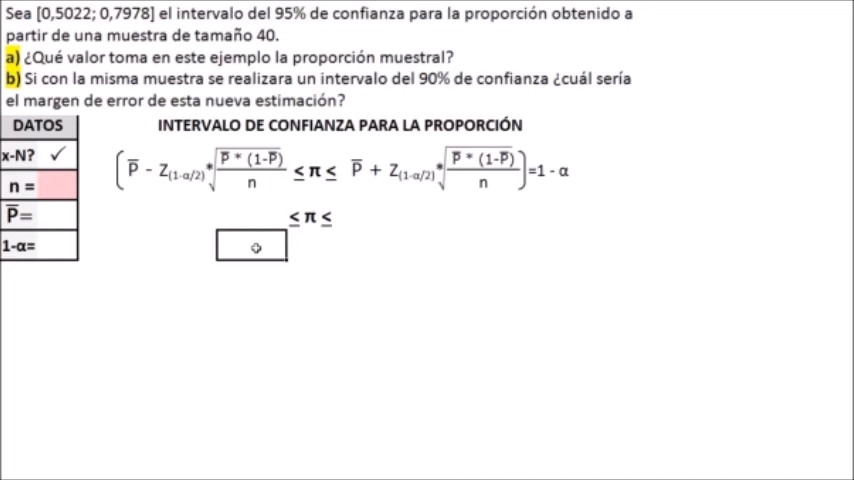 Sea [0,5022; 0,7978] el intervalo del 95% de confianza para la proporción obtenido a
partir de una muestra de tamaño 40.
a) ¿Qué valor toma en este ejemplo la proporción muestral?
b) Si con la misma muestra se realizara un intervalo del 90% de confianza ¿cuál sería
el margen de error de esta nueva estimación?
DATOS
INTERVALO DE CONFIANZA PARA LA PROPORCIÓN
x-N? ✓
(P̅ - Z(1-α/2)*√(P̅ * (1-P̅) / n) ≤ π ≤ P̅ + Z(1-α/2)*√(P̅ * (1-P̅) / n))=1 - α
n =
P̅=
≤ π ≤
1-α=